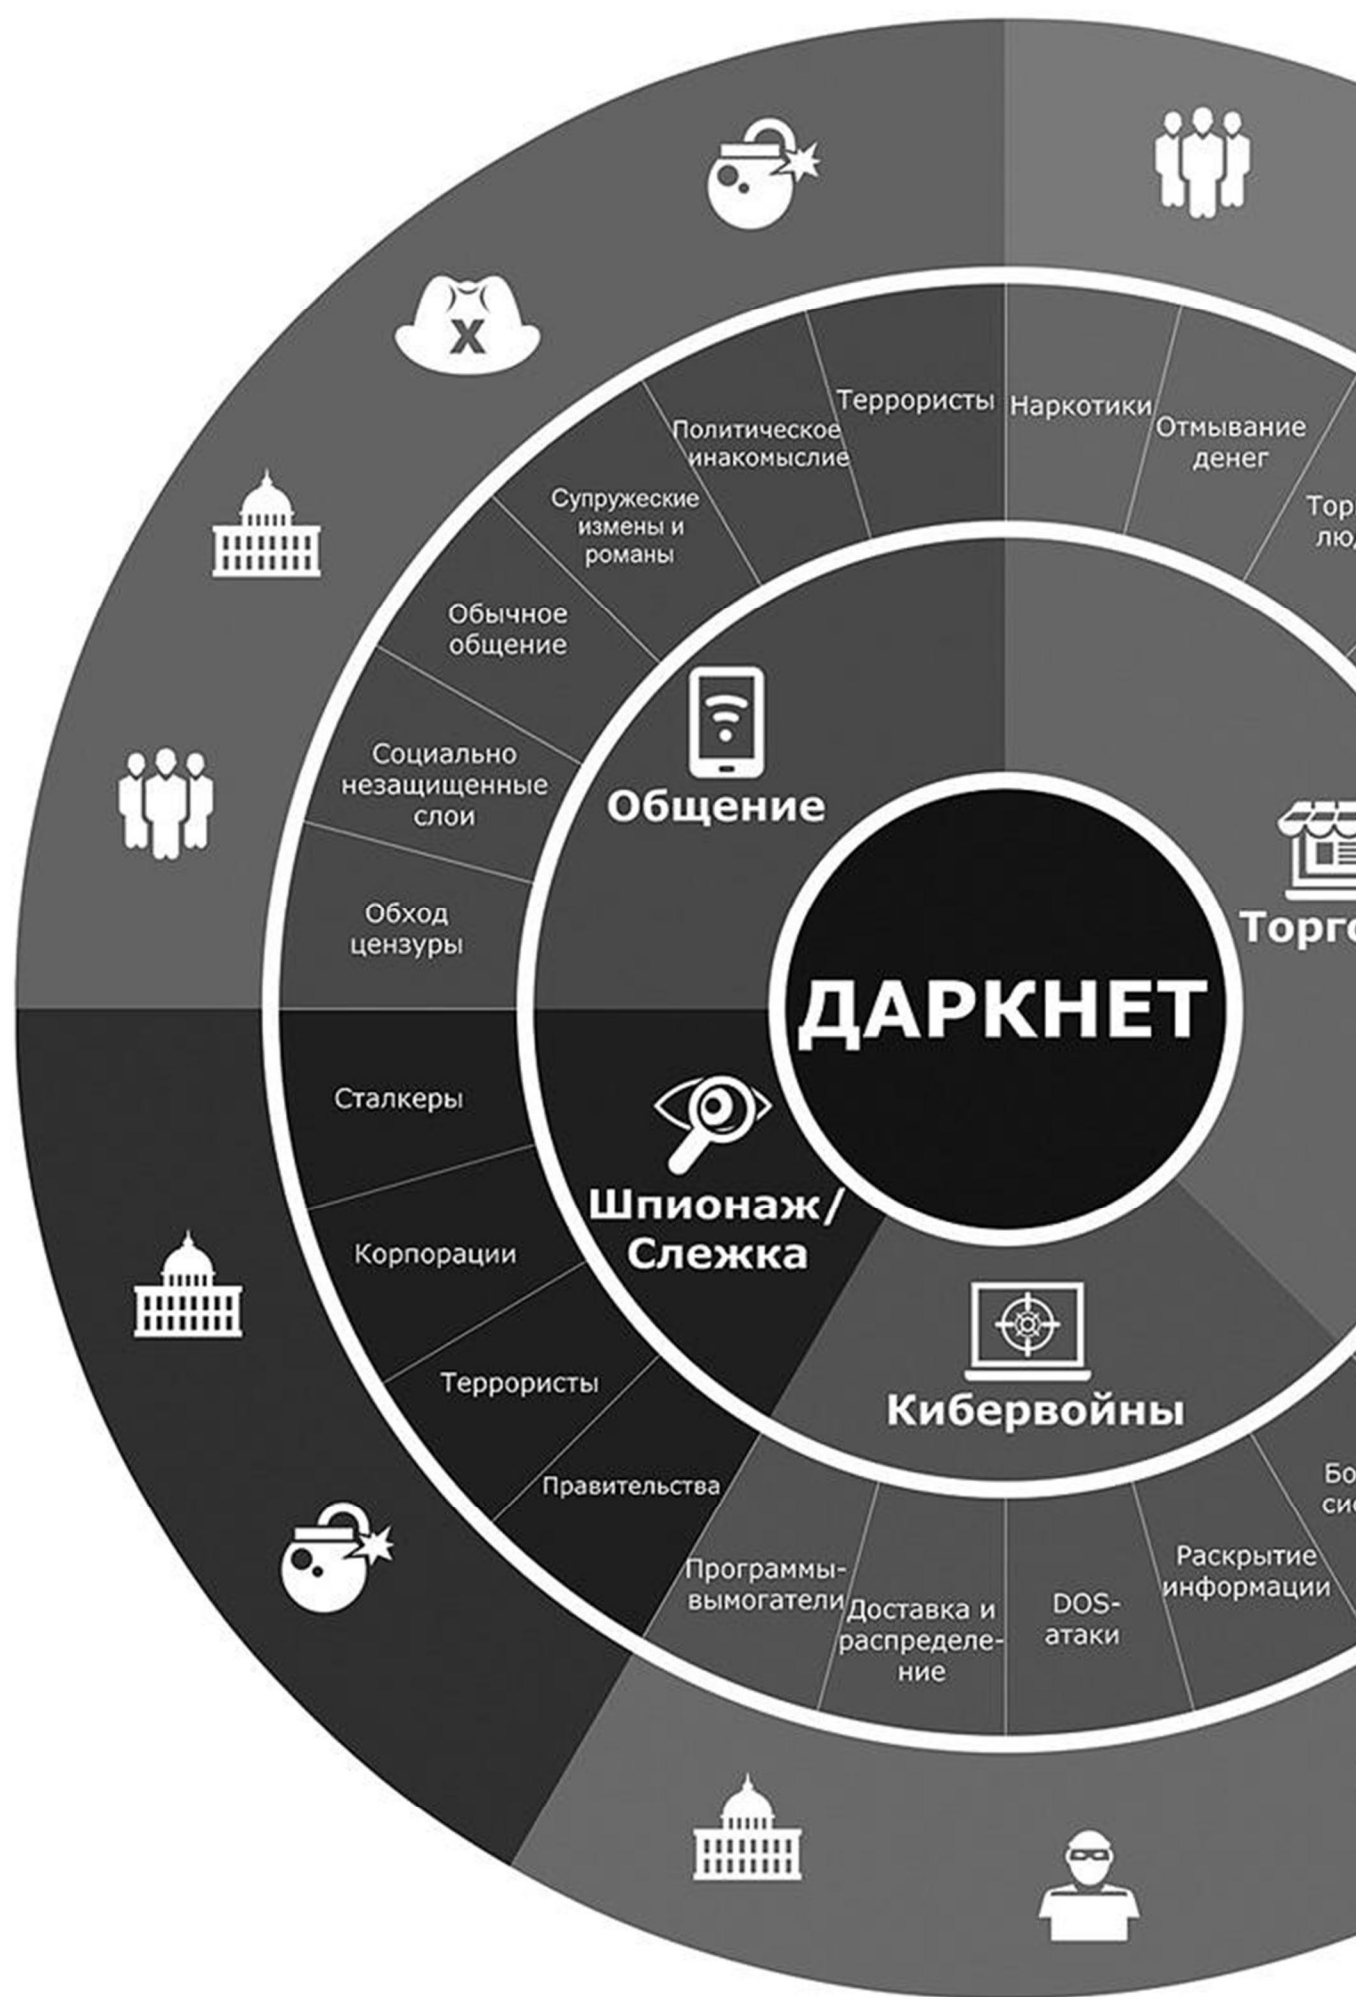 Террористы
Наркотики
Политическое
инакомыслие
Отмывание
денег
Супружеские
измены и
романы
Обычное
общение
Социально
незащищенные
слои
Общение
Обход
цензуры
ДАРКНЕТ
Сталкеры
Шпионаж/
Слежка
Корпорации
Террористы
Правительства
Кибервойны
Программы-
вымогатели
Доставка и
распределе-
ние
DOS-
атаки
Раскрытие
информации